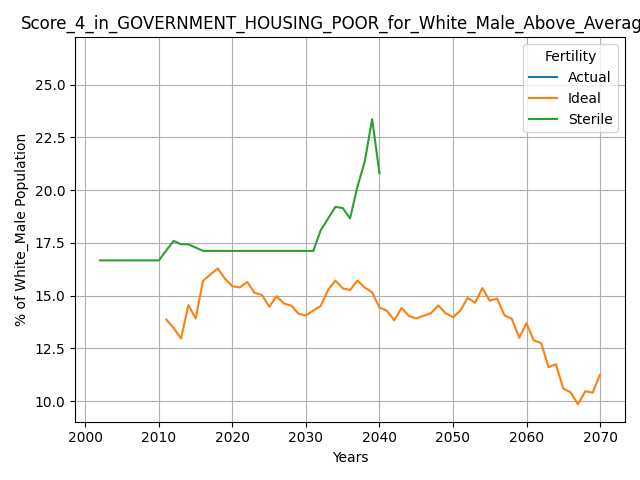 Score_4_in_GOVERNMENT_HOUSING_POOR_for_White_Male_Above_Averag
% of White_Male Population
25.0
22.5
20.0
17.5
15.0
12.5
10.0
Fertility
Actual
Ideal
Sterile
2000 2010 2020 2030 2040 2050 2060 2070
Years